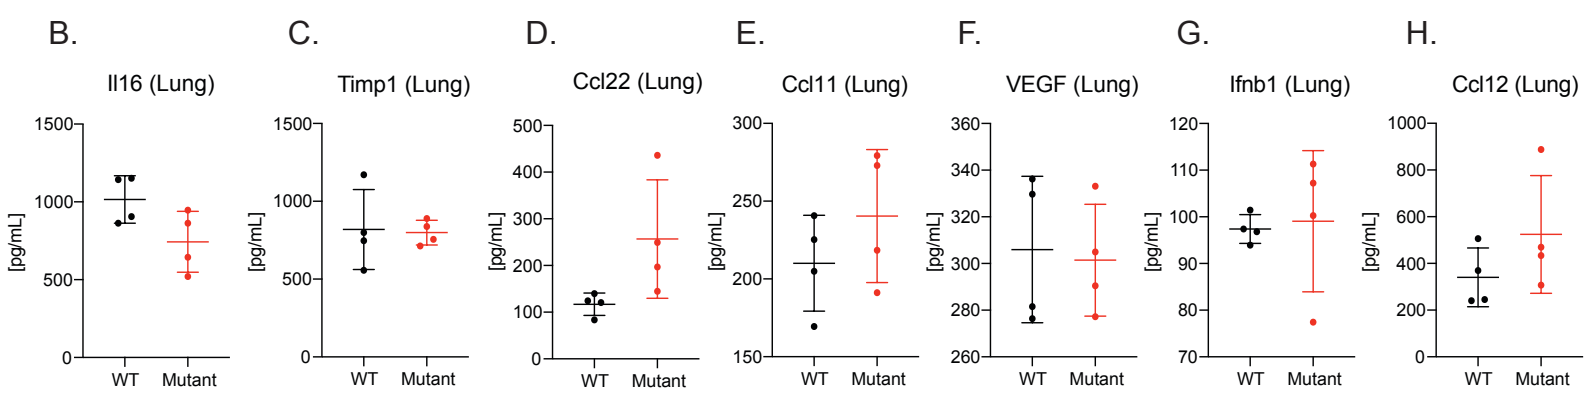 B.
Il16 (Lung)
[pg/mL]
1500
1000
500
0
WT
Mutant
C.
Timp1 (Lung)
[pg/mL]
1500
1000
500
0
WT
Mutant
D.
Ccl22 (Lung)
[pg/mL]
500
400
300
200
100
0
WT
Mutant
E.
Ccl11 (Lung)
[pg/mL]
300
250
200
150
WT
Mutant
F.
VEGF (Lung)
[pg/mL]
360
340
320
300
280
260
WT
Mutant
G.
Ifnb1 (Lung)
[pg/mL]
120
110
100
90
80
70
WT
Mutant
H.
Ccl12 (Lung)
[pg/mL]
1000
800
600
400
200
0
WT
Mutant